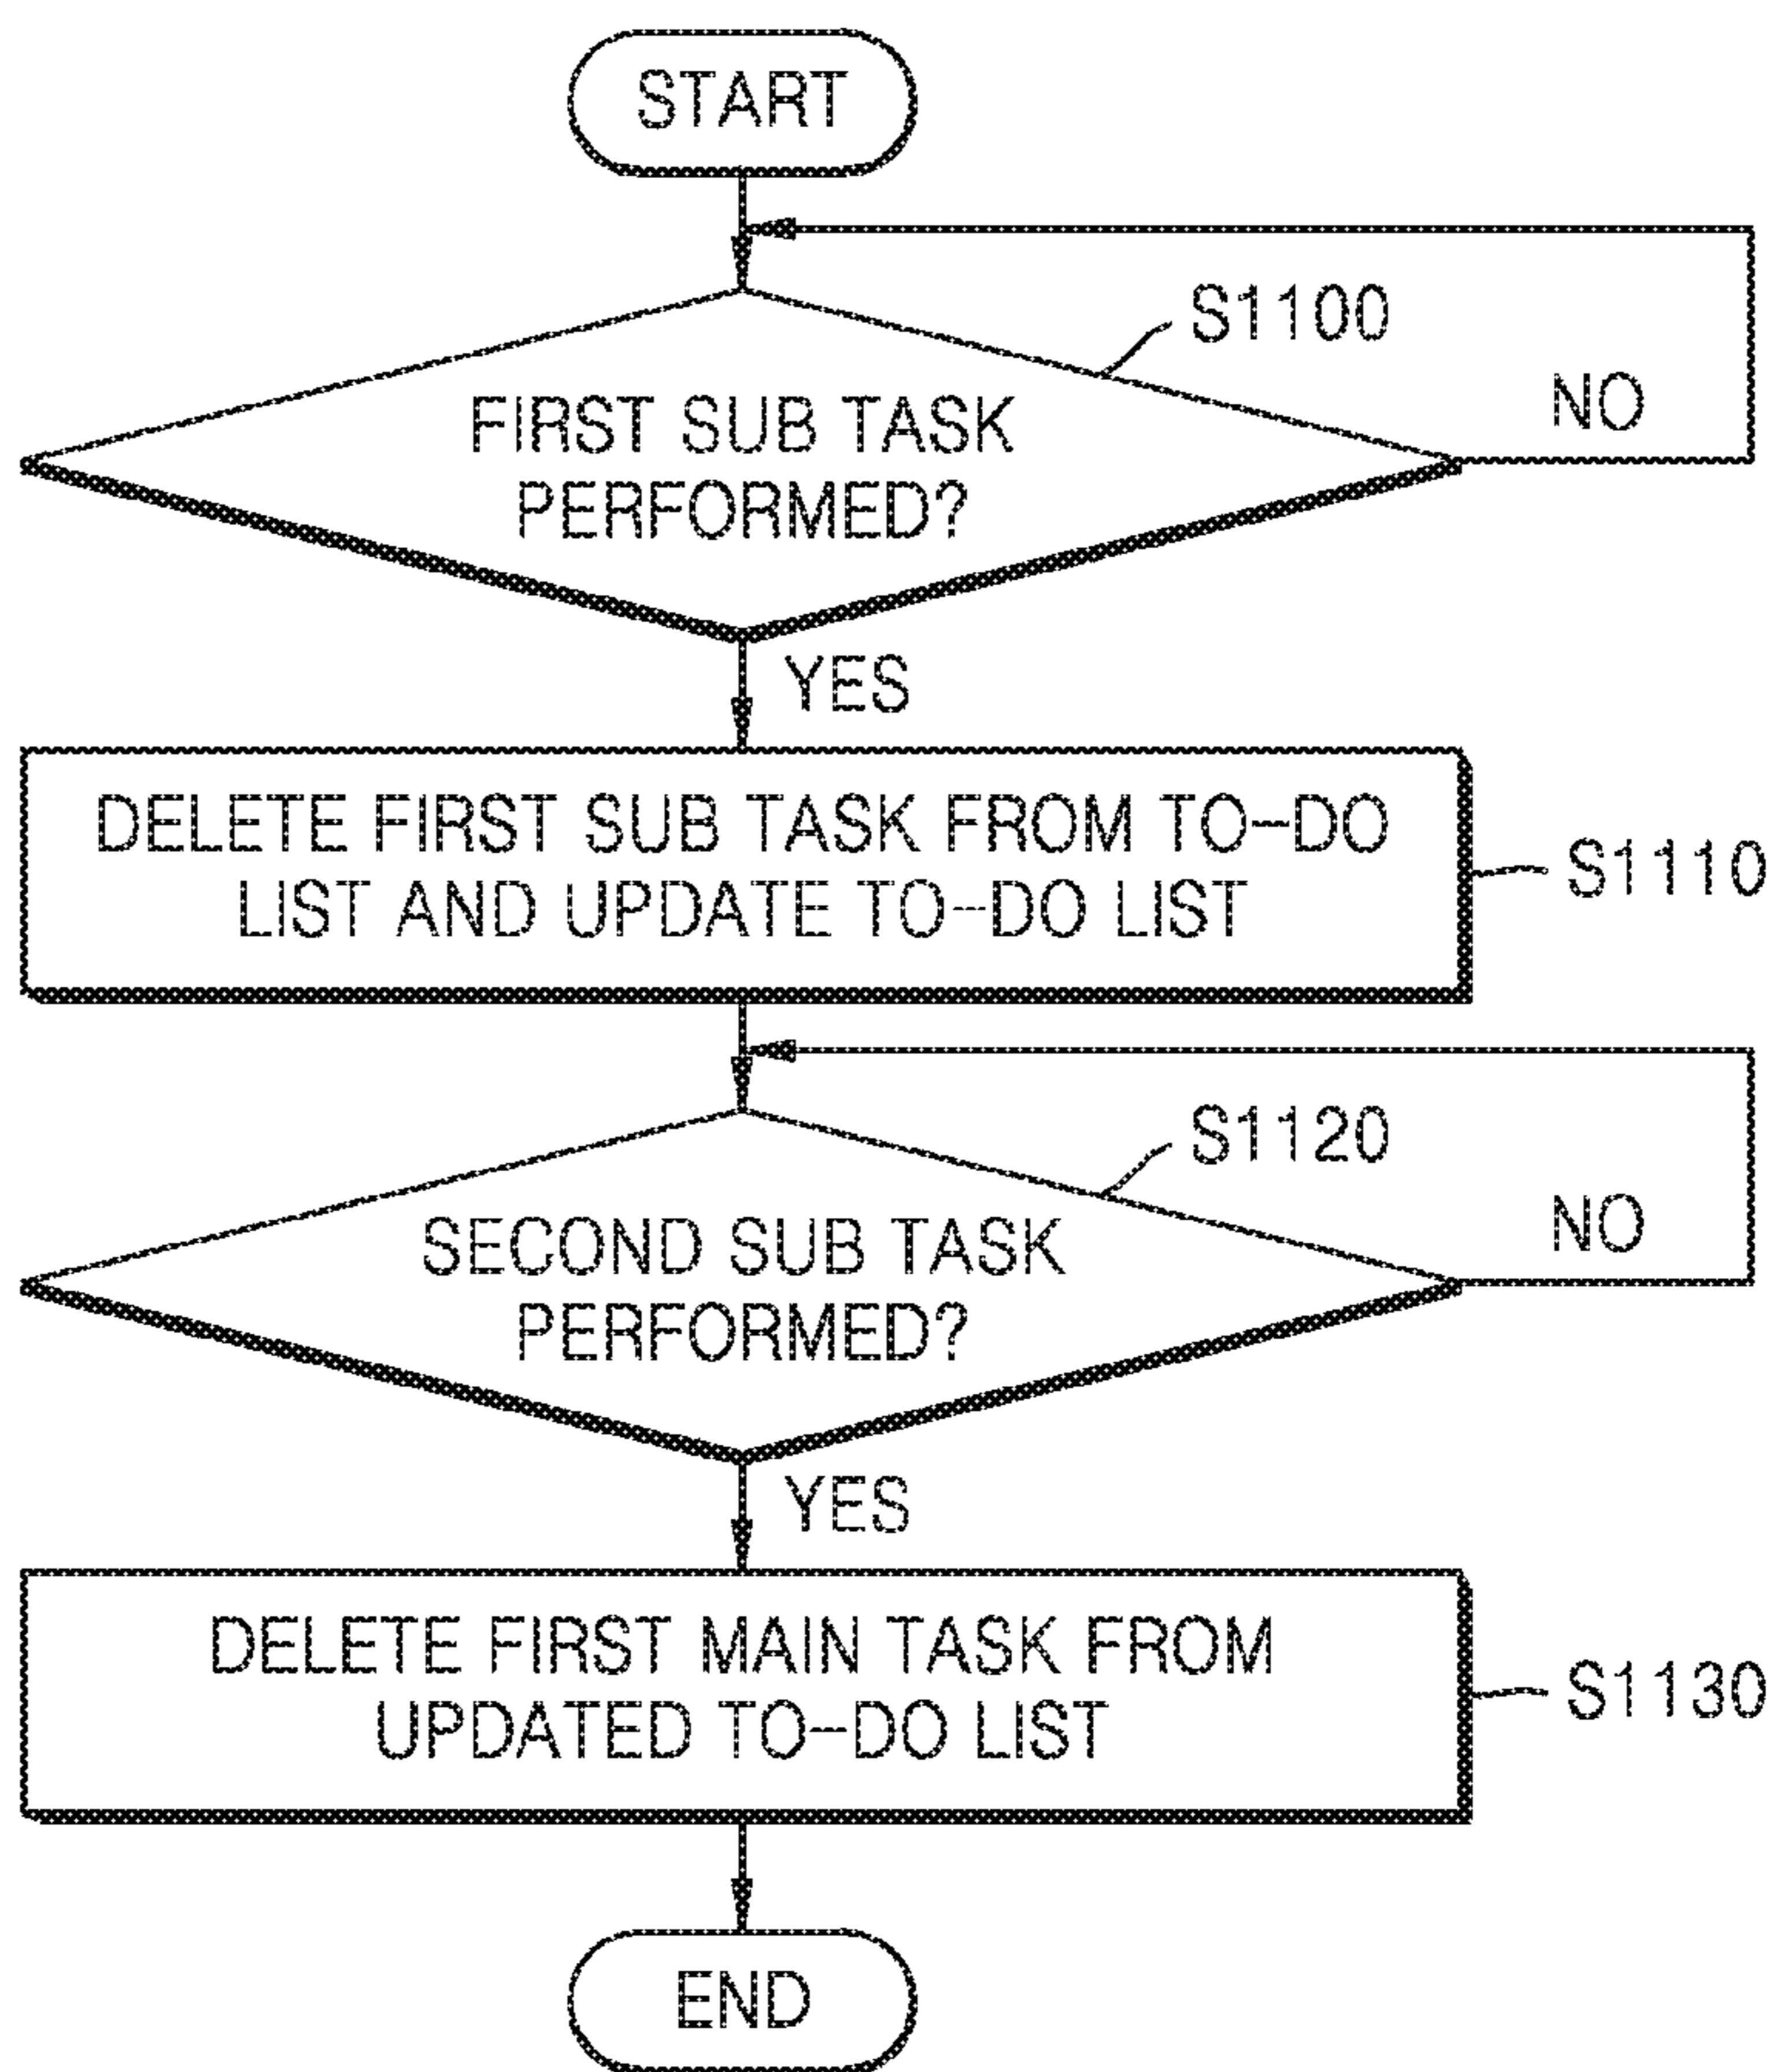 START
S1100
NO
FIRST SUB TASK
PERFORMED?
YES
DELETE FIRST SUB TASK FROM TO-DO
LIST AND UPDATE TO-DO LIST
S1110
S1120
NO
SECOND SUB TASK
PERFORMED?
YES
DELETE FIRST MAIN TASK FROM
UPDATED TO-DO LIST
S1130
END